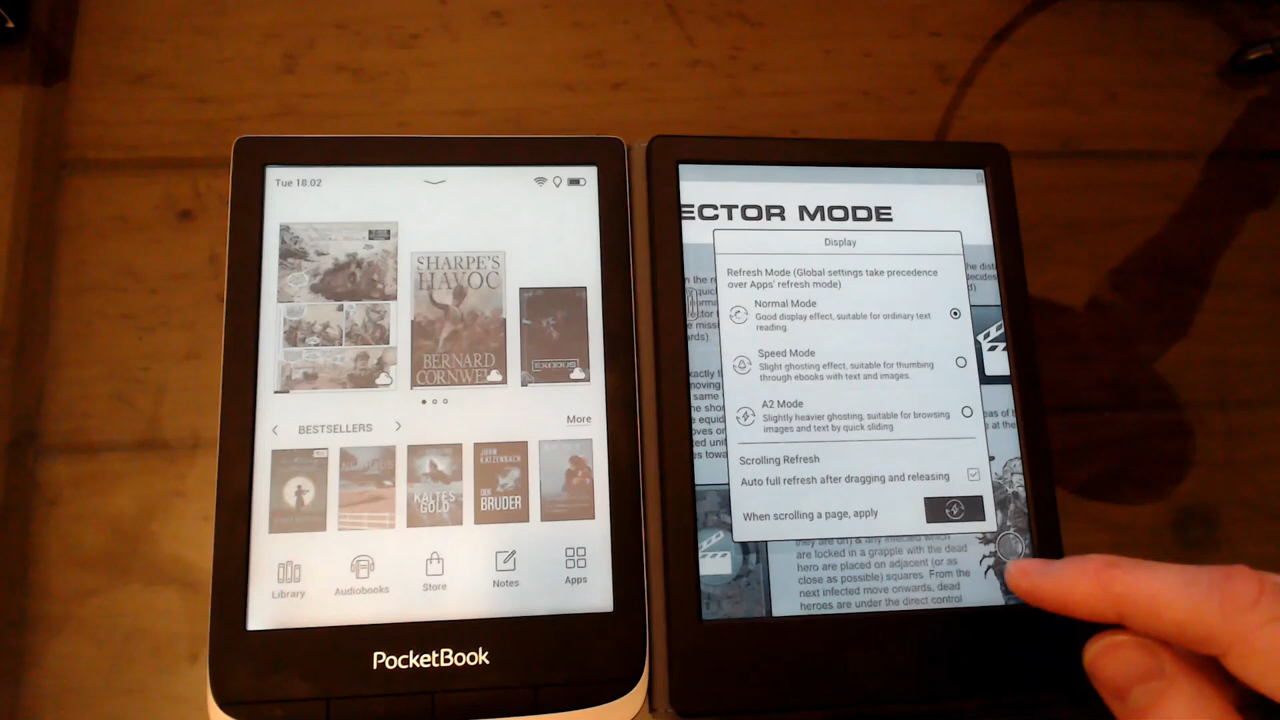 Tue 18.02
SHARPE'S
HAVOC
BERNARD
CORNWELL
EXODUS
BESTSELLERS
More
KALTES
GOLD
JOHN
KATZENBACH
DER
BRUDER
Library
Audiobooks
Store
Notes
Apps
PocketBook
ECTOR MODE
Display
Refresh Mode (Global settings take precedence
over Apps' refresh mode)
Normal Mode
Good display effect, suitable for ordinary text
reading.
Speed Mode
Slight ghosting effect, suitable for thumbing
through ebooks with text and images.
A2 Mode
Slightly heavier ghosting, suitable for browsing
images and text by quick sliding
Scrolling Refresh
Auto full refresh after dragging and releasing
When scrolling a page, apply
they are on) & any infected which
are locked in a grapple with the dead
hero are placed on adjacent (or as
close as possible) squares. From the
next infected move onwards, dead
heroes are under the direct control